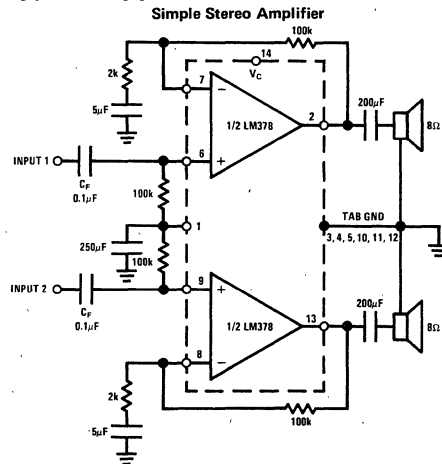 Simple Stereo Amplifier
100k
14
VC
2k
7
−
5μF
1/2 LM378
2
200μF
8Ω
INPUT 1
CF
0.1μF
6
+
100k
1
250μF
100k
TAB GND
3, 4, 5, 10, 11, 12
INPUT 2
CF
0.1μF
9
+
1/2 LM378
13
200μF
8Ω
8
−
2k
5μF
100k